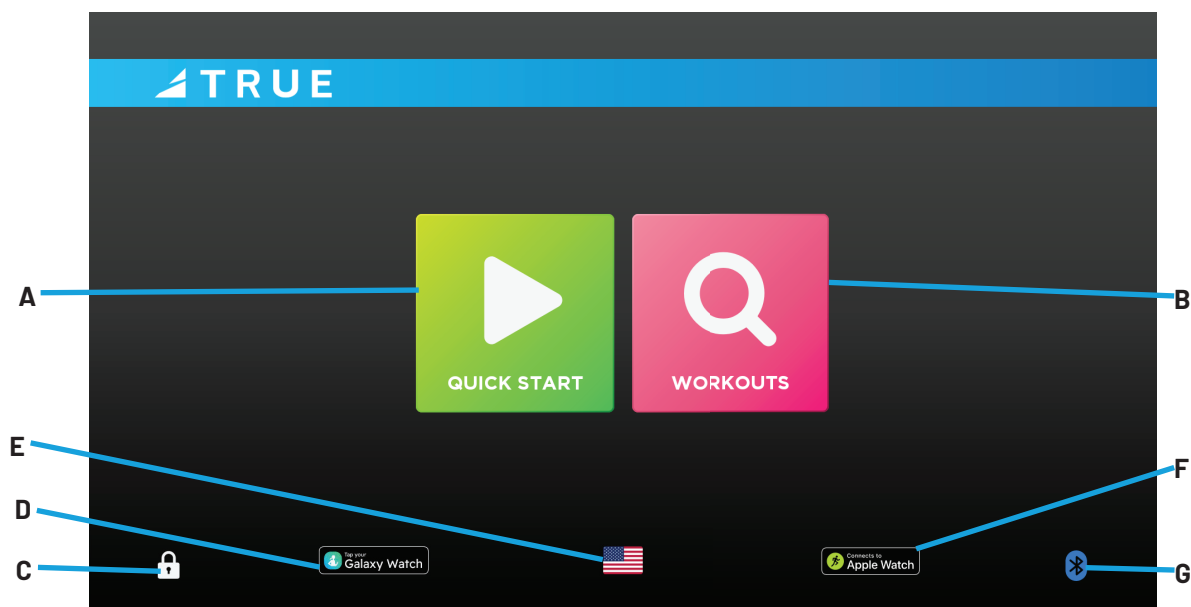 TRUE
A
B
QUICK START
WORKOUTS
E
F
D
Tap your
Galaxy Watch
Connects to
Apple Watch
C
G